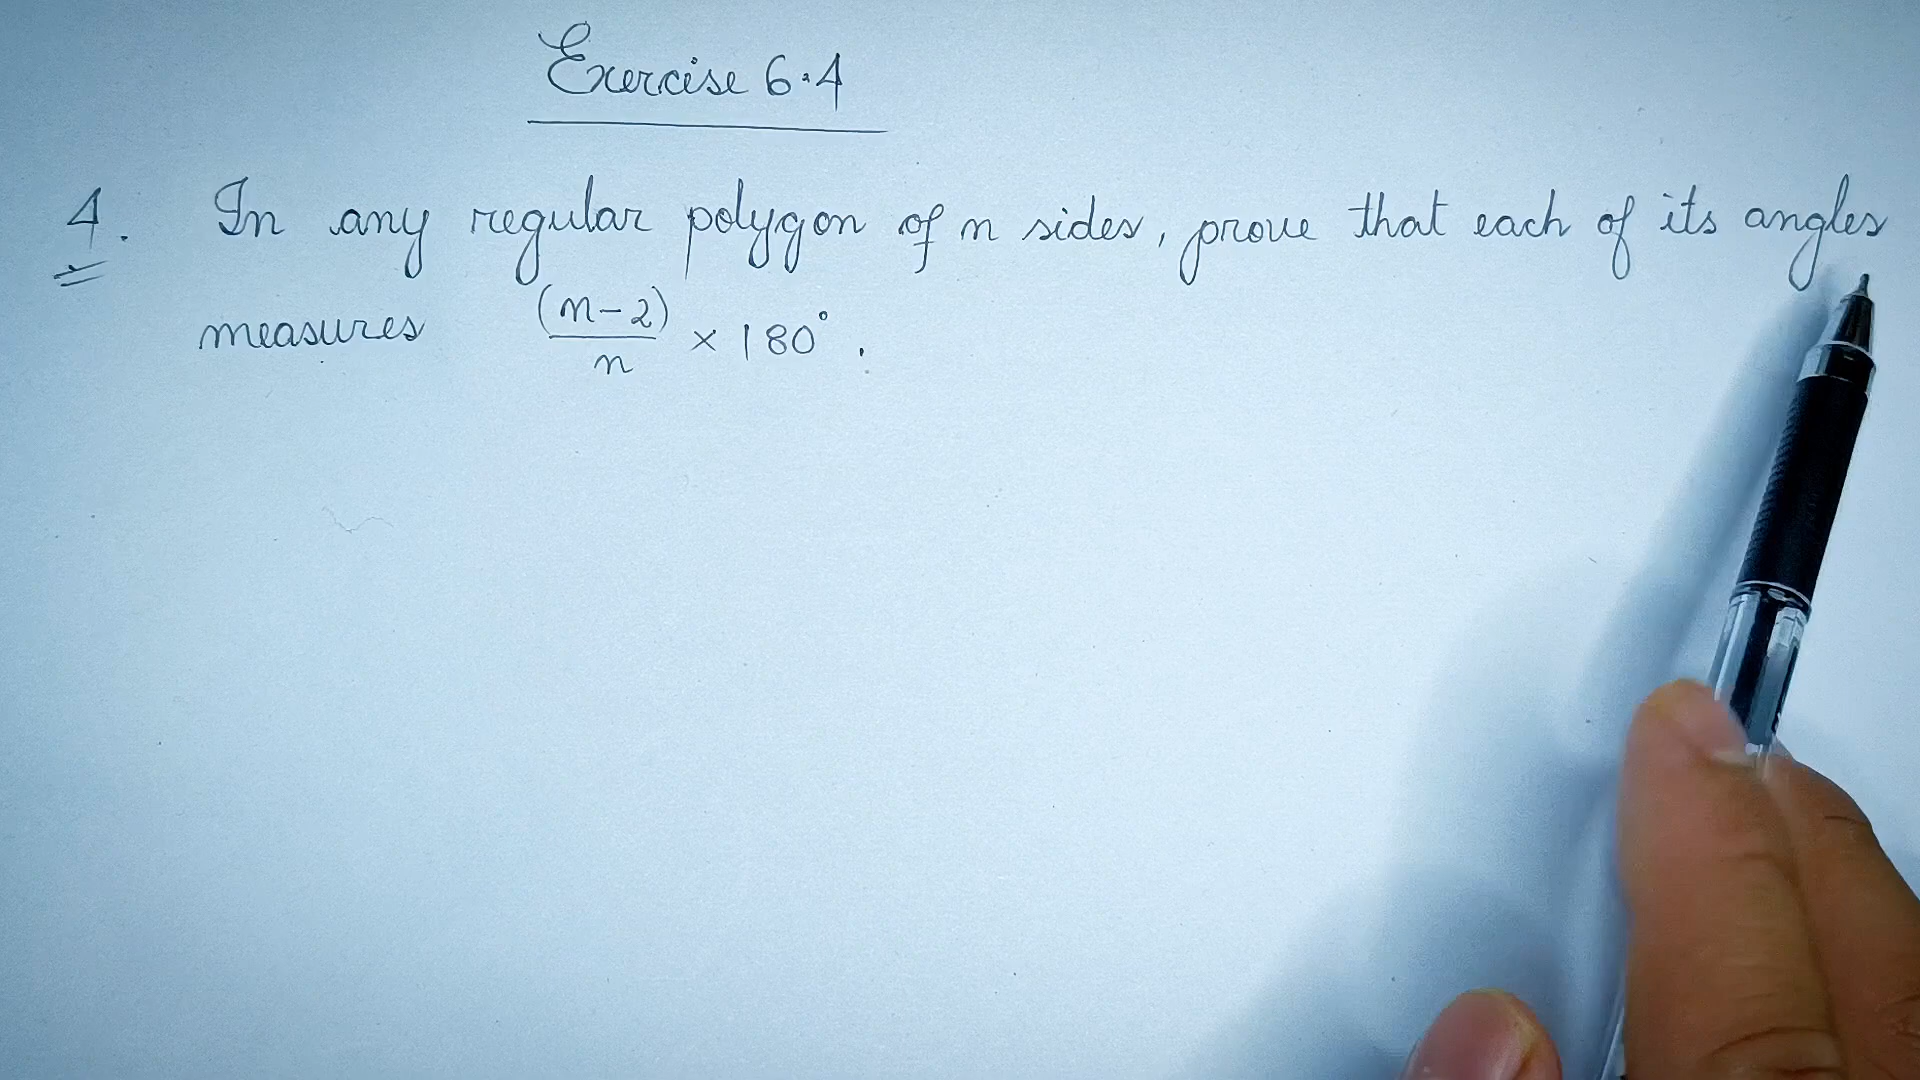 Exercise 6.4
4. In any regular polygon of n sides, prove that each of its angles
measures (n-2)/n × 180°.